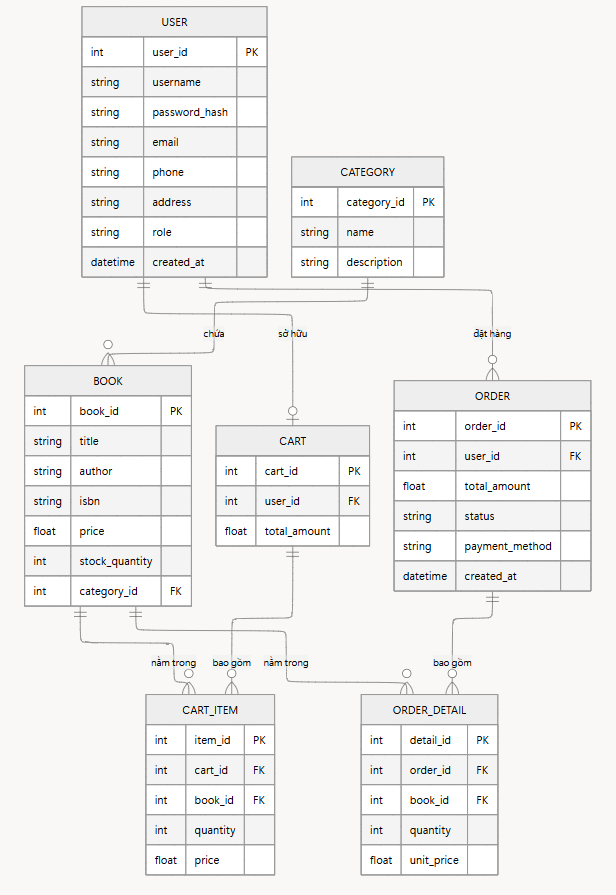 USER
int user_id PK
string username
string password_hash
string email
string phone
string address
string role
datetime created_at
CATEGORY
int category_id PK
string name
string description
chứa
sở hữu
đặt hàng
BOOK
int book_id PK
string title
string author
string isbn
float price
int stock_quantity
int category_id FK
CART
int cart_id PK
int user_id FK
float total_amount
ORDER
int order_id PK
int user_id FK
float total_amount
string status
string payment_method
datetime created_at
nằm trong
bao gồm
nằm trong
bao gồm
CART_ITEM
int item_id PK
int cart_id FK
int book_id FK
int quantity
float price
ORDER_DETAIL
int detail_id PK
int order_id FK
int book_id FK
int quantity
float unit_price